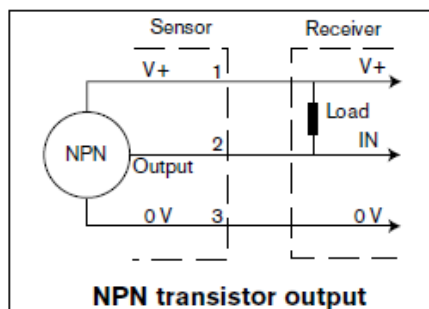 Sensor Receiver
V+ 1 V+
Load
NPN 2 IN
Output
0 V 3 0 V
NPN transistor output